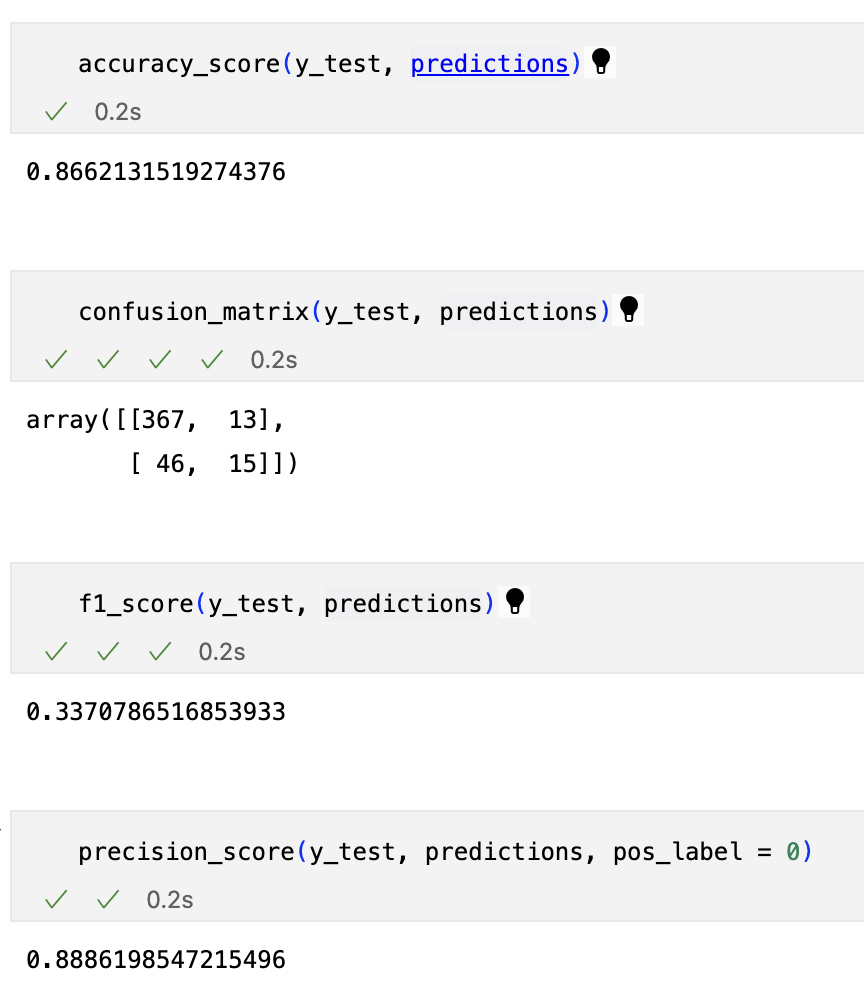 accuracy_score(y_test, predictions)
0.2s
0.8662131519274376
confusion_matrix(y_test, predictions)
0.2s
array([[367,  13],
       [ 46,  15]])
f1_score(y_test, predictions)
0.2s
0.3370786516853933
precision_score(y_test, predictions, pos_label = 0)
0.2s
0.8886198547215496